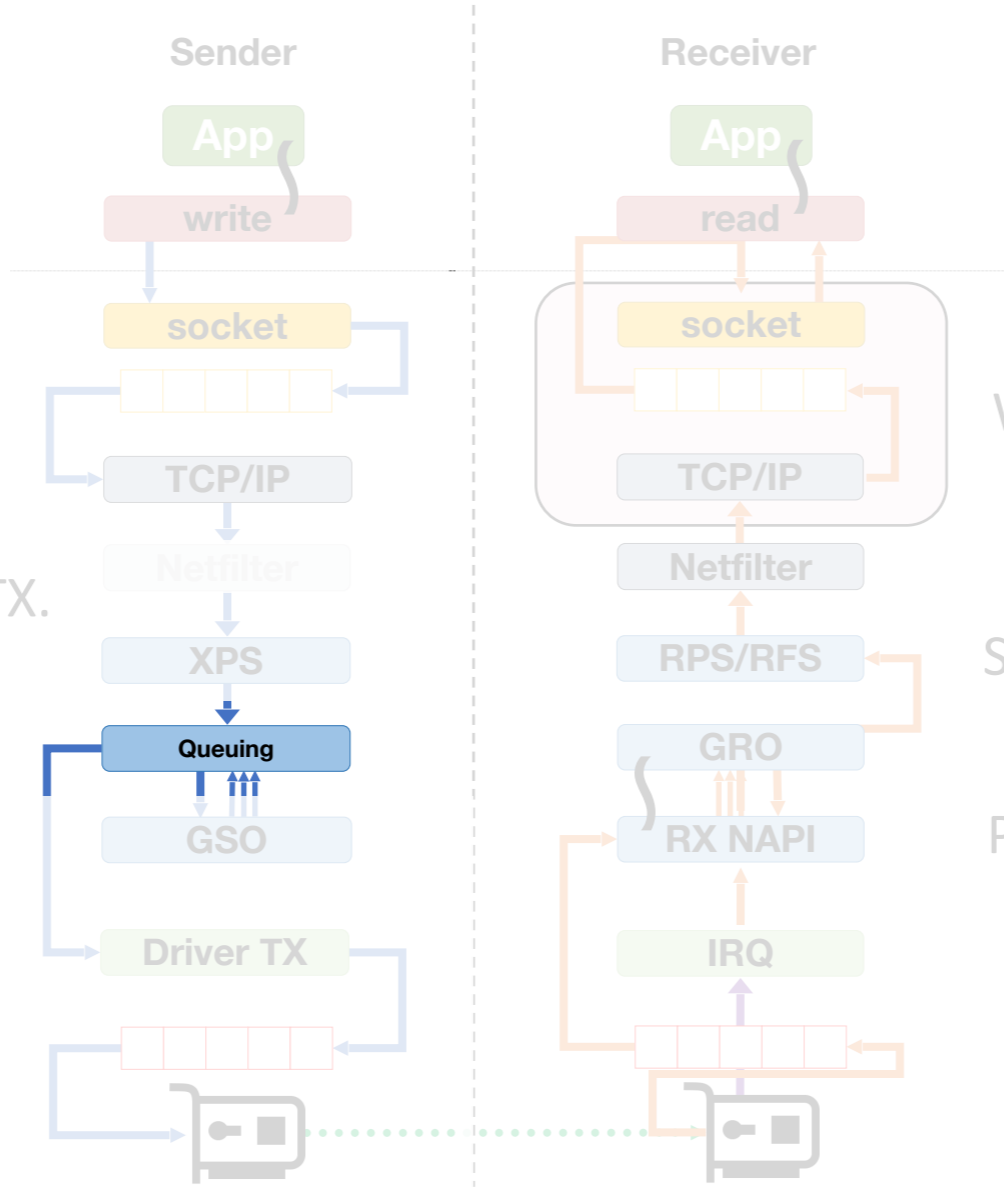 Sender
Receiver
App
App
write
read
socket
socket
TCP/IP
TCP/IP
Netfilter
Netfilter
TX.
XPS
RPS/RFS
S
Queuing
GRO
GSO
RX NAPI
Driver TX
IRQ